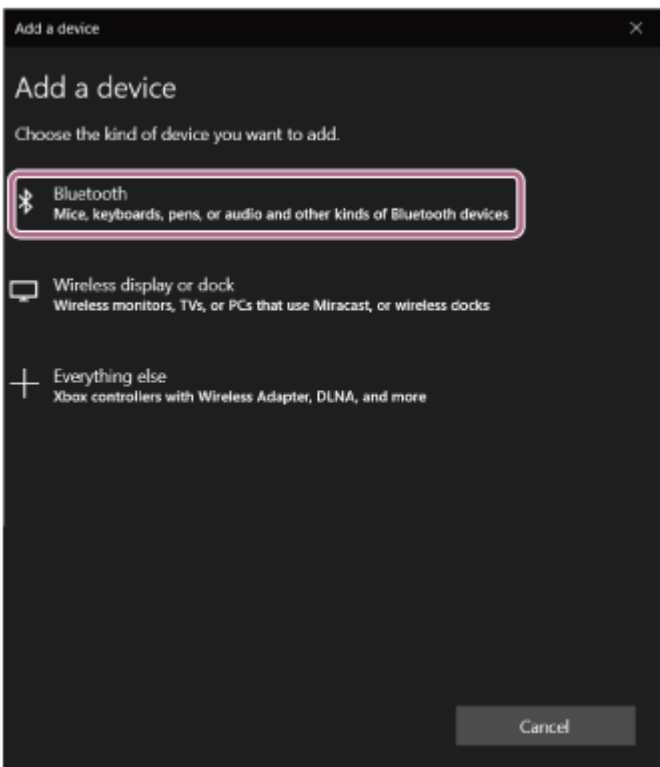 Add a device
Add a device
Choose the kind of device you want to add.
Bluetooth
Mice, keyboards, pens, or audio and other kinds of Bluetooth devices
Wireless display or dock
Wireless monitors, TVs, or PCs that use Miracast, or wireless docks
Everything else
Xbox controllers with Wireless Adapter, DLNA, and more
Cancel